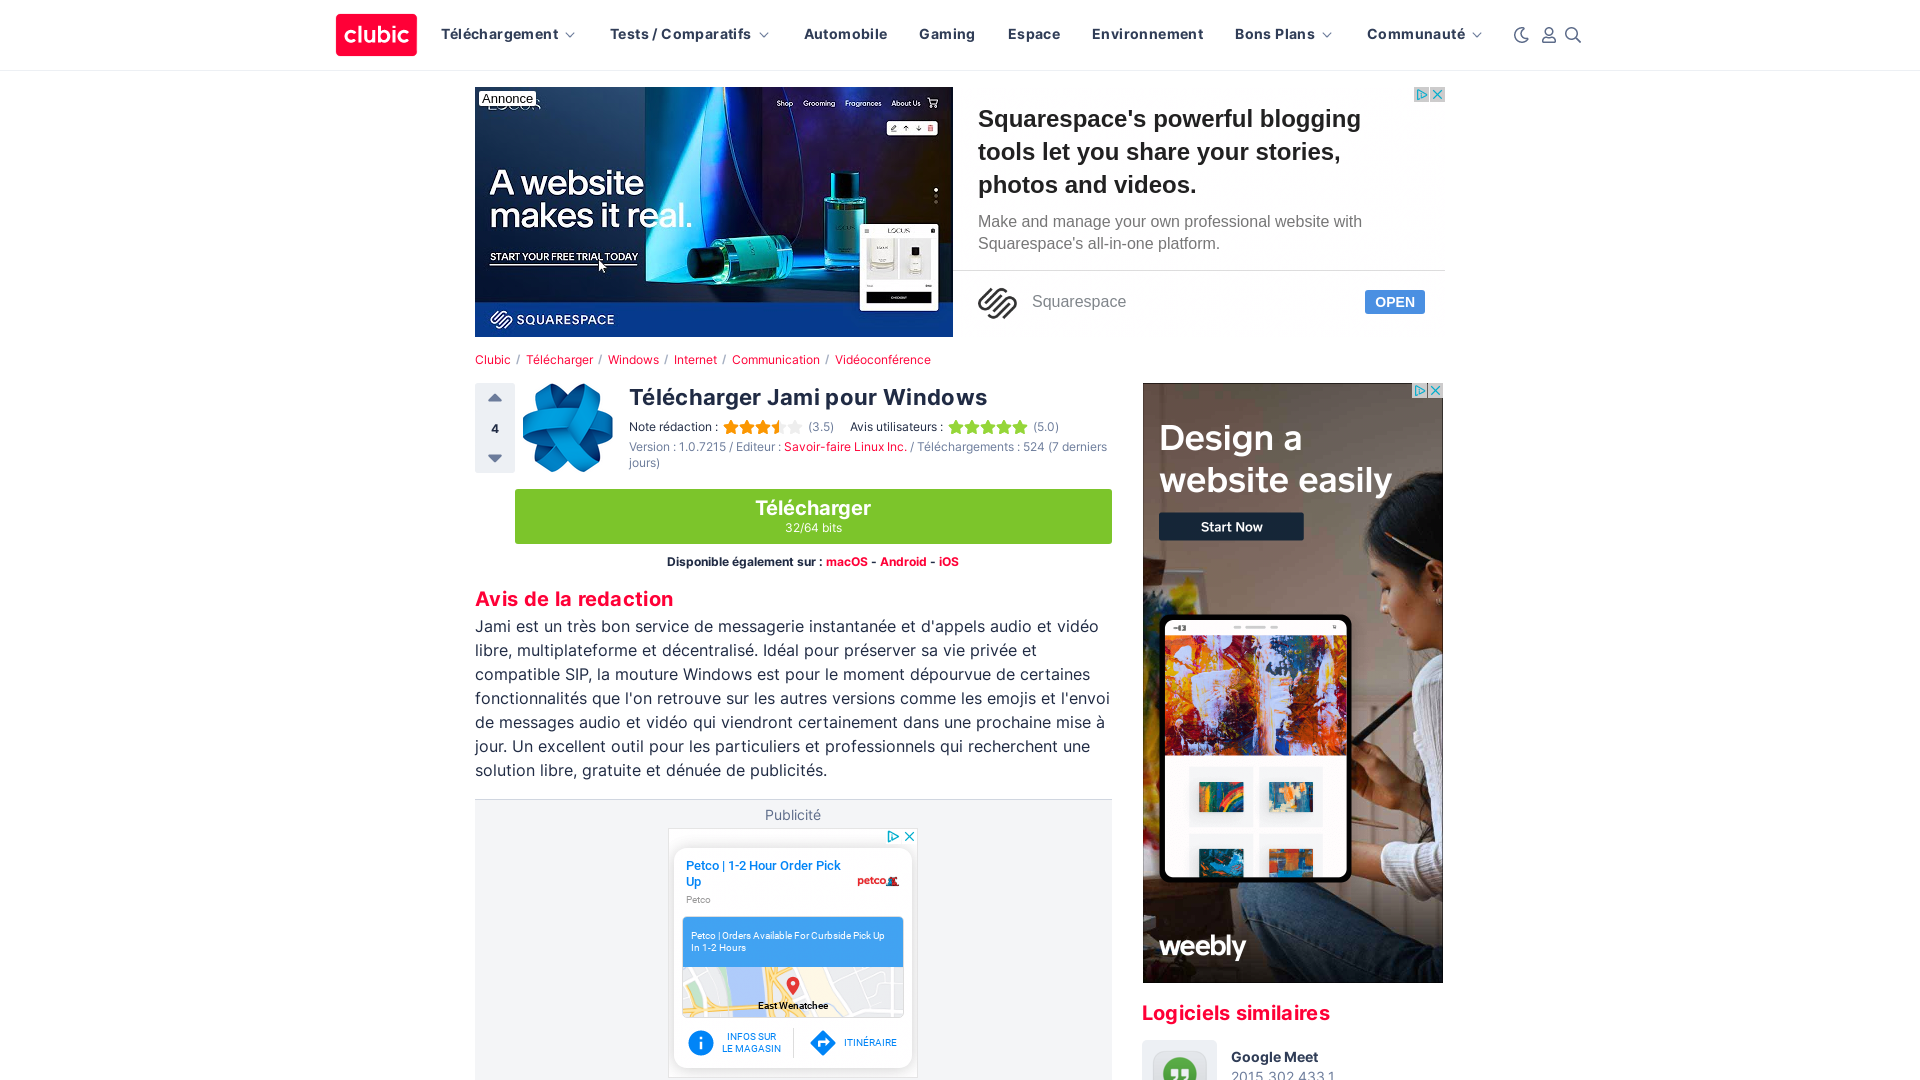 clubic
Téléchargement
Tests / Comparatifs
Automobile
Gaming
Espace
Environnement
Bons Plans
Communauté
Annonce
Shop Grooming Fragrances About Us
A website
makes it real.
START YOUR FREE TRIAL TODAY
LOCUS
SQUARESPACE
Squarespace's powerful blogging
tools let you share your stories,
photos and videos.
Make and manage your own professional website with
Squarespace's all-in-one platform.
Squarespace
OPEN
Clubic / Télécharger / Windows / Internet / Communication / Vidéoconférence
4
Télécharger Jami pour Windows
Note rédaction : (3.5) Avis utilisateurs : (5.0)
Version : 1.0.7215 / Editeur : Savoir-faire Linux Inc. / Téléchargements : 524 (7 derniers
jours)
Télécharger
32/64 bits
Disponible également sur : macOS - Android - iOS
Avis de la redaction
Jami est un très bon service de messagerie instantanée et d'appels audio et vidéo
libre, multiplateforme et décentralisé. Idéal pour préserver sa vie privée et
compatible SIP, la mouture Windows est pour le moment dépourvue de certaines
fonctionnalités que l'on retrouve sur les autres versions comme les emojis et l'envoi
de messages audio et vidéo qui viendront certainement dans une prochaine mise à
jour. Un excellent outil pour les particuliers et professionnels qui recherchent une
solution libre, gratuite et dénuée de publicités.
Publicité
Petco | 1-2 Hour Order Pick
Up
petco
Petco
Petco | Orders Available For Curbside Pick Up
In 1-2 Hours
East Wenatchee
INFOS SUR
LE MAGASIN
ITINÉRAIRE
Design a
website easily
Start Now
weebly
Logiciels similaires
Google Meet
2015.302.433.1